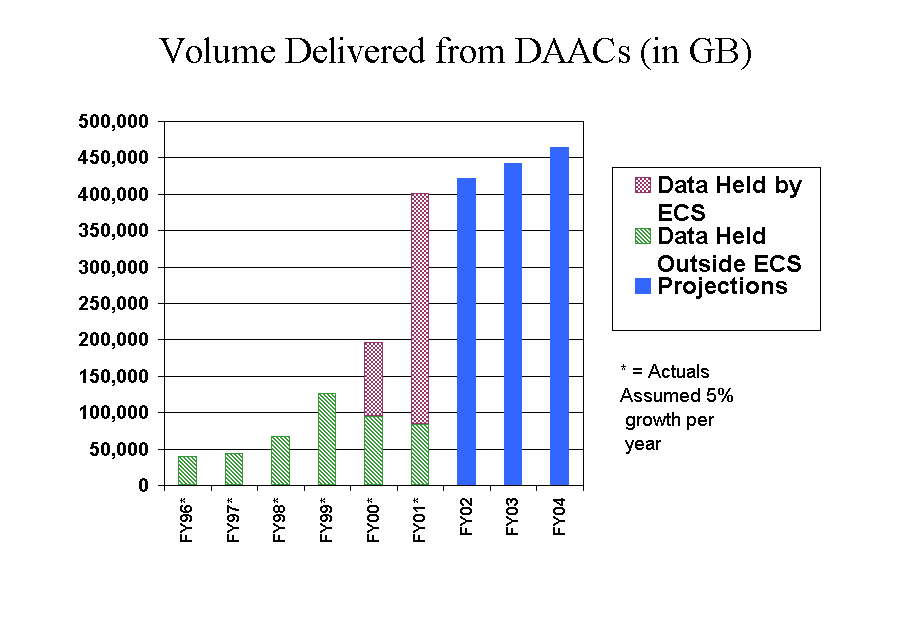 Volume Delivered from DAACs (in GB)
500,000
450,000
400,000
350,000
300,000
250,000
200,000
150,000
100,000
50,000
0
FY96*
FY97*
FY98*
FY99*
FY00*
FY01*
FY02
FY03
FY04
Data Held by
ECS
Data Held
Outside ECS
Projections
* = Actuals
Assumed 5%
growth per
year